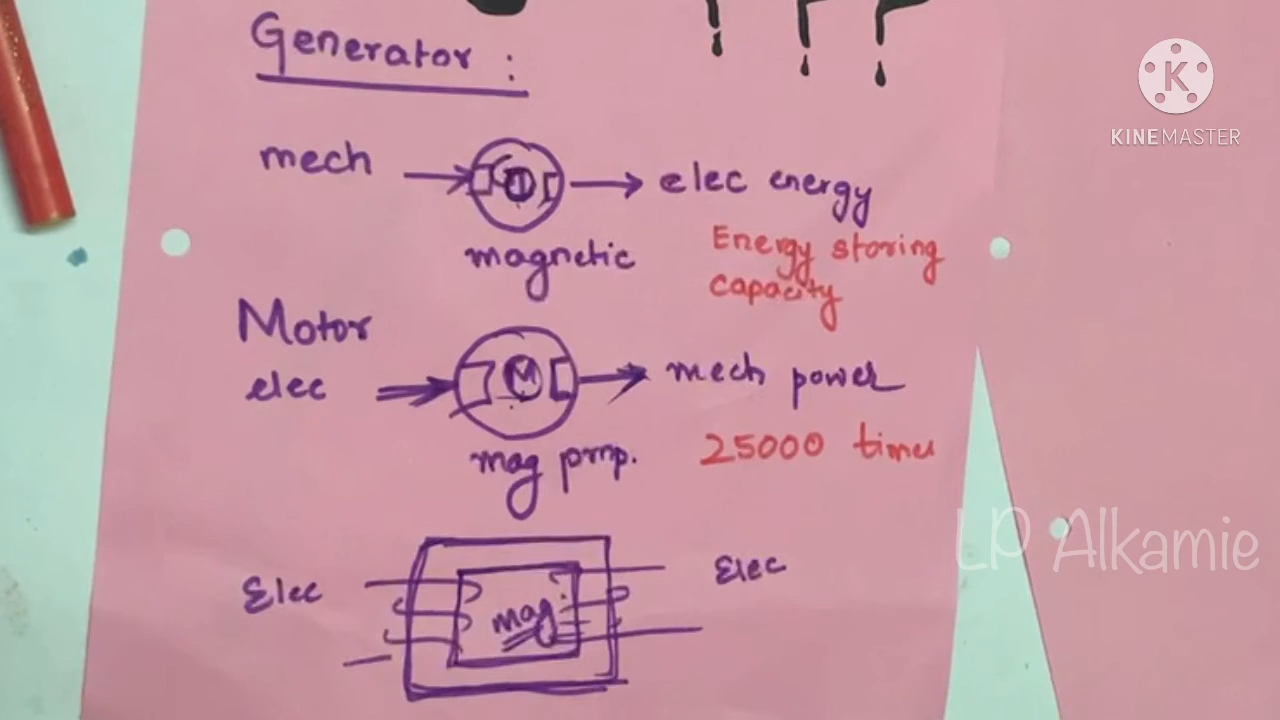 Generator :
K
KINEMASTER
mech
elec energy
magnetic
Energy storing
capacity
Motor
elec
M
mech power
mag prop.
25000 times
LP Alkamie
Elec
mag.
Elec